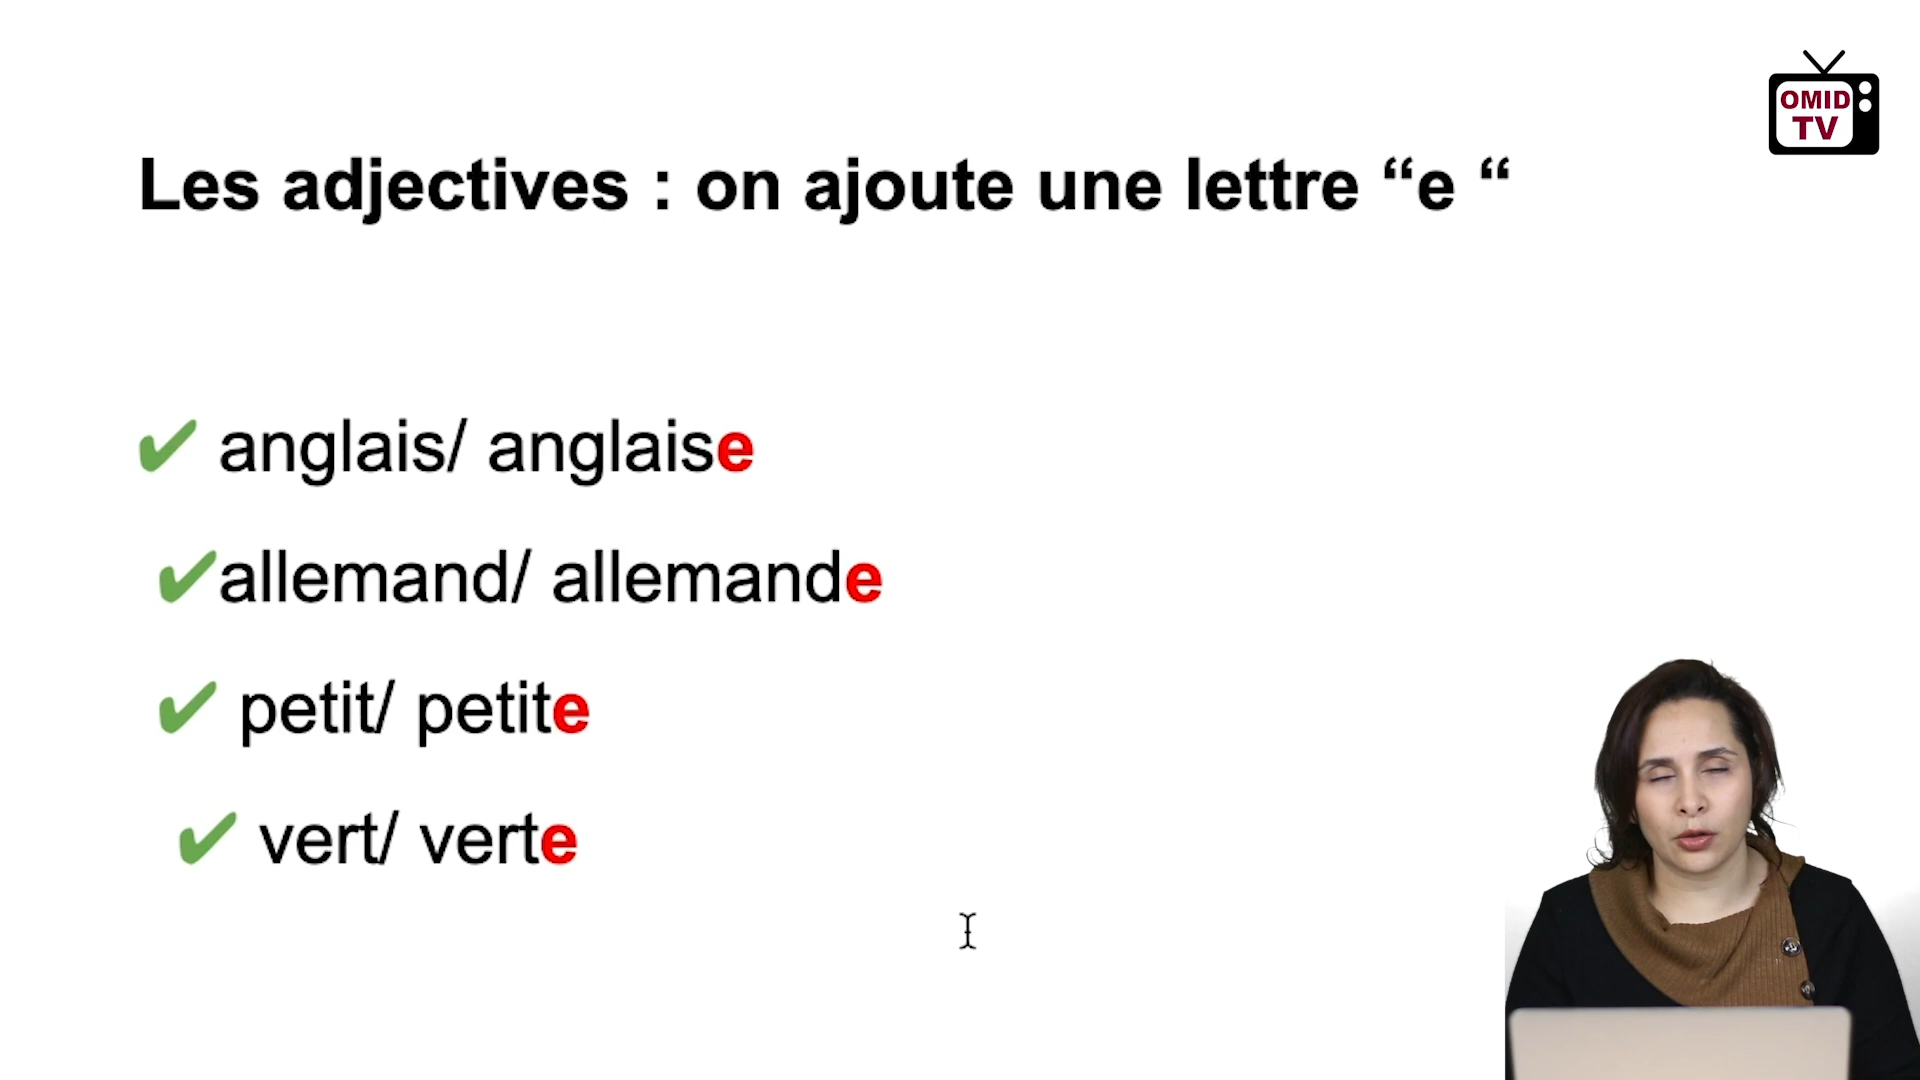 OMID
TV
Les adjectives : on ajoute une lettre “e “
✔ anglais/ anglaise
✔allemand/ allemande
✔ petit/ petite
✔ vert/ verte